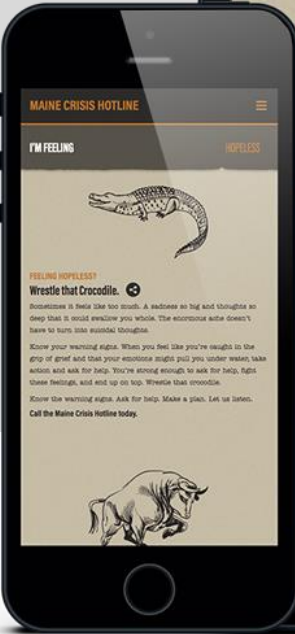 MAINE CRISIS HOTLINE
I'M FEELING HOPELESS
FEELING HOPELESS?
Wrestle that Crocodile.
Sometimes it feels like too much. A sadness so big and thoughts so
deep that it could swallow you whole. The enormous ache doesn't
have to turn into suicidal thoughts.
Know your warning signs. When you feel like you're caught in the
grip of grief and that your emotions might pull you under water, take
action and ask for help. You're strong enough to ask for help, fight
these feelings, and end up on top. Wrestle that crocodile.
Know the warning signs. Ask for help. Make a plan. Let us listen.
Call the Maine Crisis Hotline today.